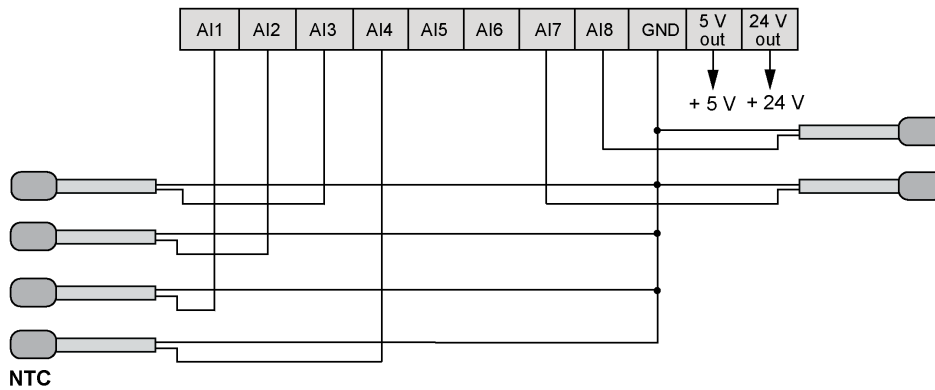 AI1 AI2 AI3 AI4 AI5 AI6 AI7 AI8 GND 5 V out 24 V out
+ 5 V + 24 V
NTC